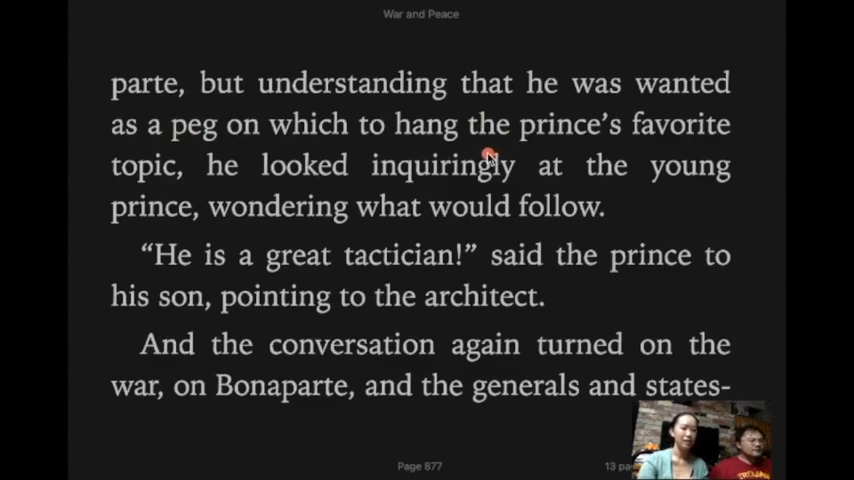 War and Peace
parte, but understanding that he was wanted
as a peg on which to hang the prince’s favorite
topic, he looked inquiringly at the young
prince, wondering what would follow.
“He is a great tactician!” said the prince to
his son, pointing to the architect.
And the conversation again turned on the
war, on Bonaparte, and the generals and states-
Page 877
13
TROJANS